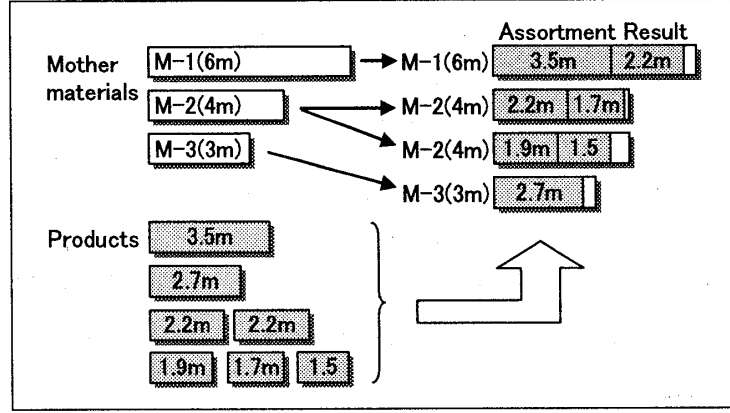 Assortment Result
Mother
materials
M-1(6m)
M-1(6m)
3.5m
2.2m
M-2(4m)
M-2(4m)
2.2m
1.7m
M-3(3m)
M-2(4m)
1.9m
1.5
M-3(3m)
2.7m
Products
3.5m
2.7m
2.2m
2.2m
1.9m
1.7m
1.5